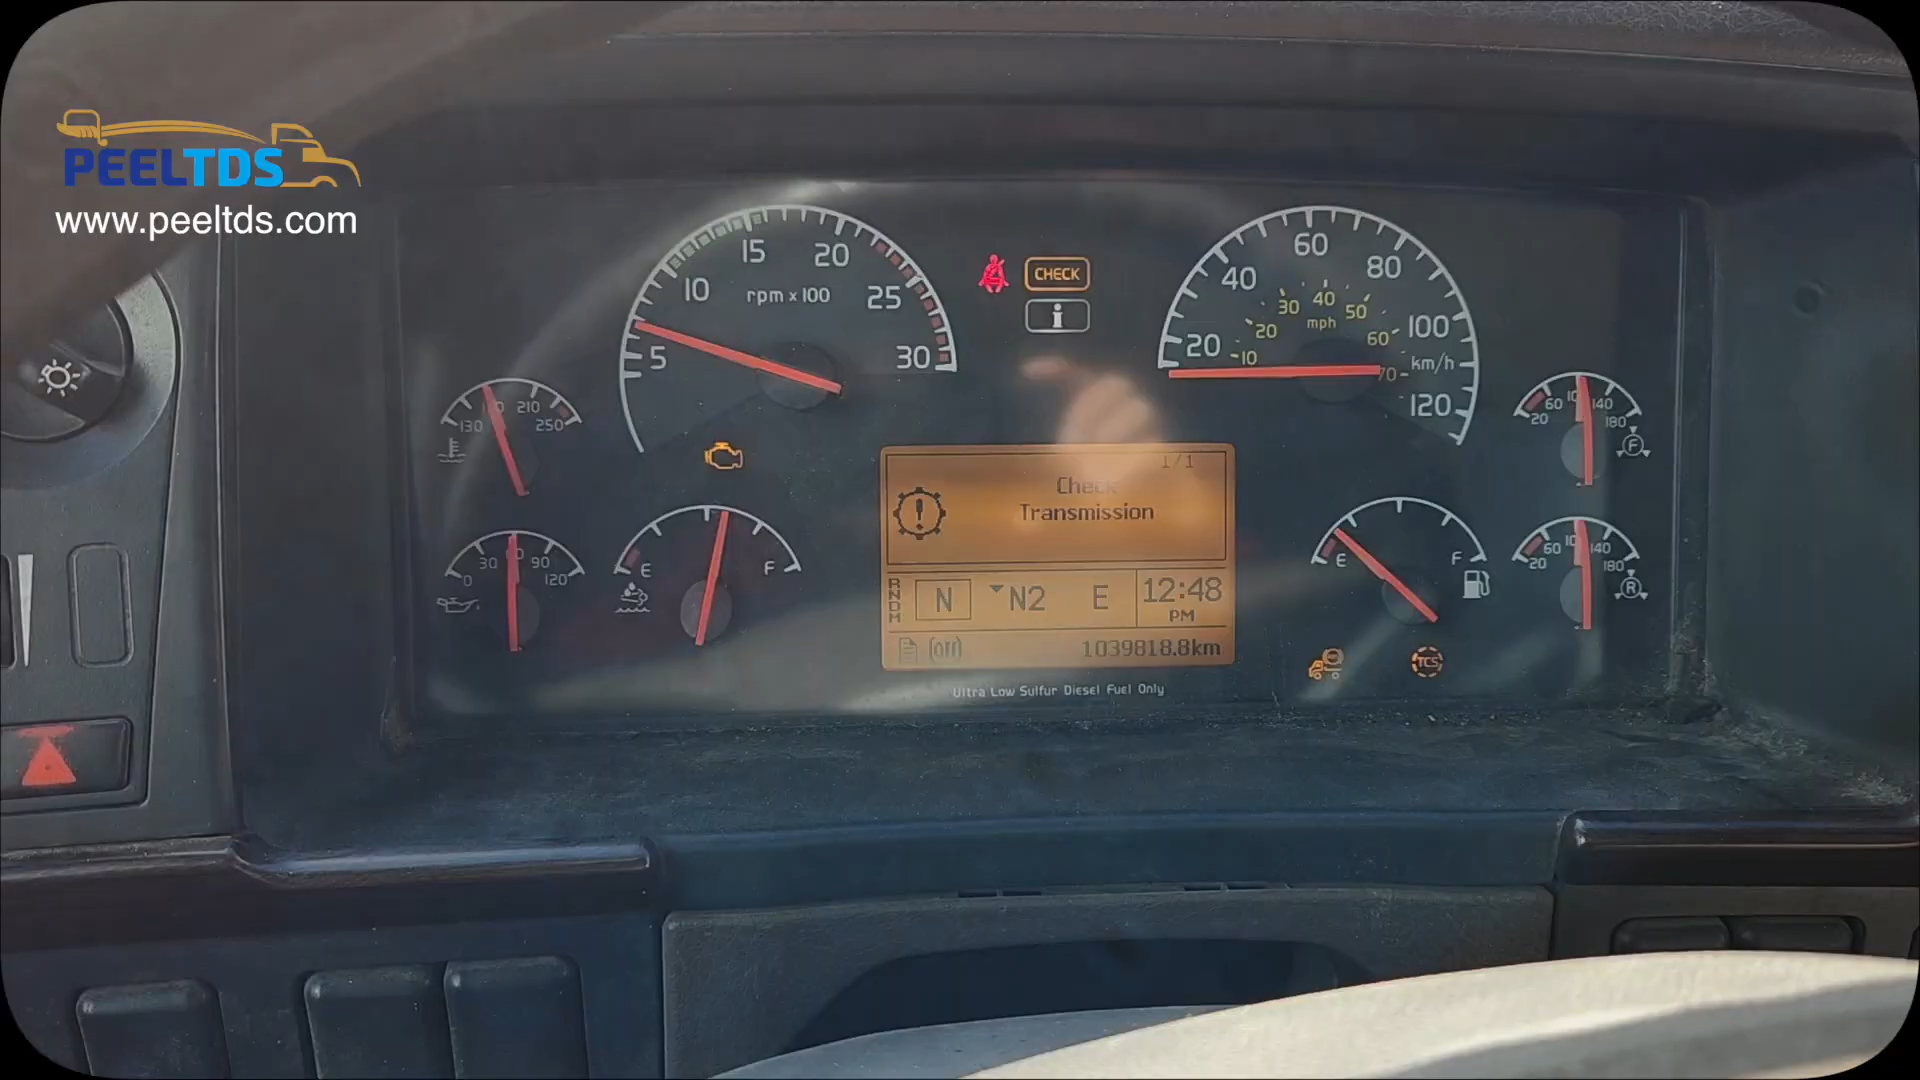 PEELTDS
www.peeltds.com
5
10
15
20
25
30
rpm x 100
CHECK
i
20
40
60
80
100
120
km/h
10
20
30
40
50
60
70
mph
130
210
250
0
30
60
90
120
E
F
1/1
Check
Transmission
R
N
D
M
N
N2
E
12:48
PM
1039818.8km
Ultra Low Sulfur Diesel Fuel Only
E
F
TCS
20
60
140
180
F
20
60
140
180
R